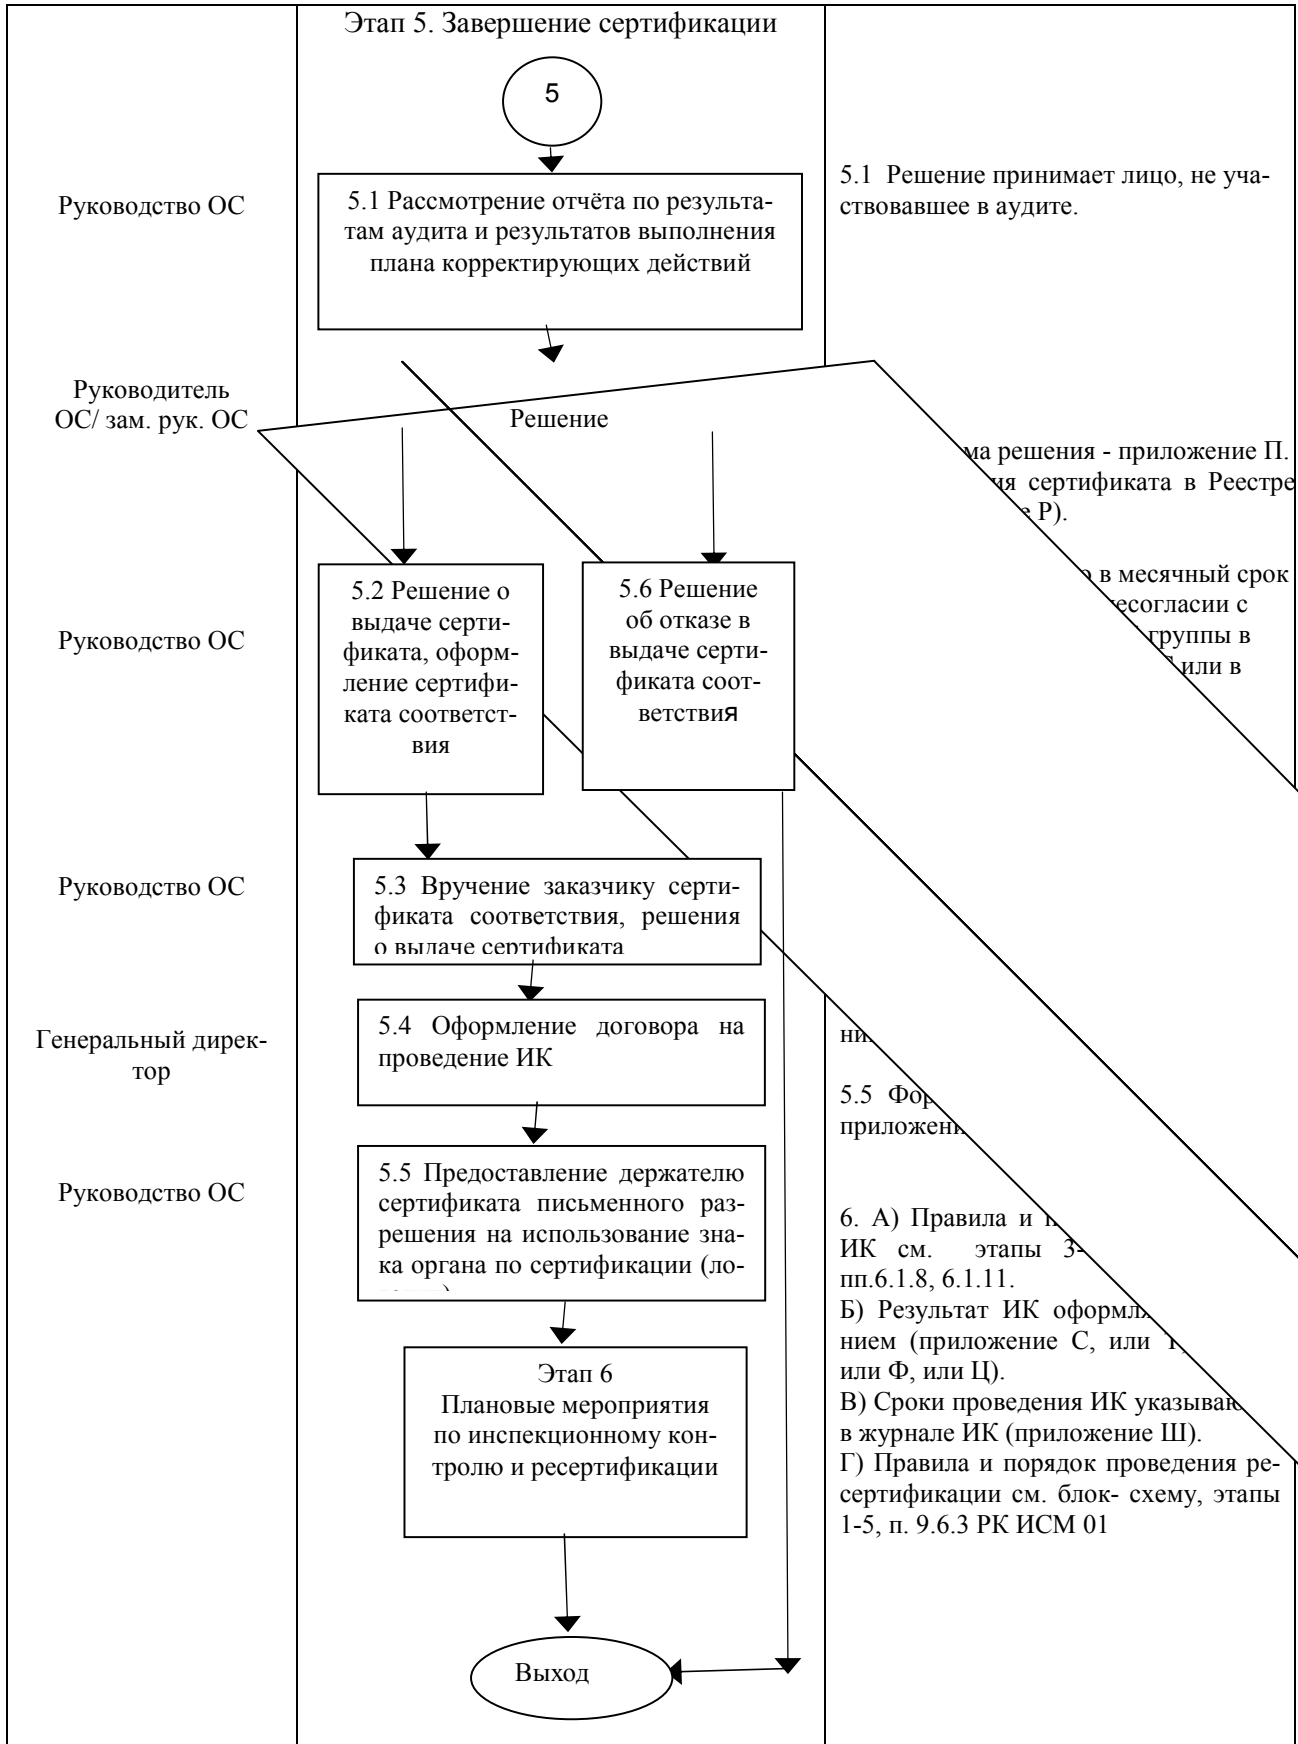 Этап 5. Завершение сертификации
5
Руководство ОС
5.1 Рассмотрение отчёта по результа-
там аудита и результатов выполнения
плана корректирующих действий
5.1 Решение принимает лицо, не уча-
ствовавшее в аудите.
Руководитель
ОС/ зам. рук. ОС
Решение
решения - приложение П.
сертификата в Реестре
Р).
в месячный срок
с
группы в
или в
Руководство ОС
5.2 Решение о
выдаче серти-
фиката, оформ-
ление сертифи-
ката соответст-
вия
5.6 Решение
об отказе в
выдаче серти-
фиката соот-
ветствия
Руководство ОС
5.3 Вручение заказчику серти-
фиката соответствия, решения
о выдаче сертификата
Генеральный дирек-
тор
5.4 Оформление договора на
проведение ИК
5.5
Руководство ОС
5.5 Предоставление держателю
сертификата письменного раз-
решения на использование зна-
ка органа по сертификации (ло-
6. А) Правила и
ИК см. этапы 3-
пп.6.1.8, 6.1.11.
Б) Результат ИК
нием (приложение С, или
или Ф, или Ц).
В) Сроки проведения ИК
в журнале ИК (приложение Ш).
Г) Правила и порядок проведения ре-
сертификации см. блок- схему, этапы
1-5, п. 9.6.3 РК ИСМ 01
Этап 6
Плановые мероприятия
по инспекционному кон-
тролю и ресертификации
Выход